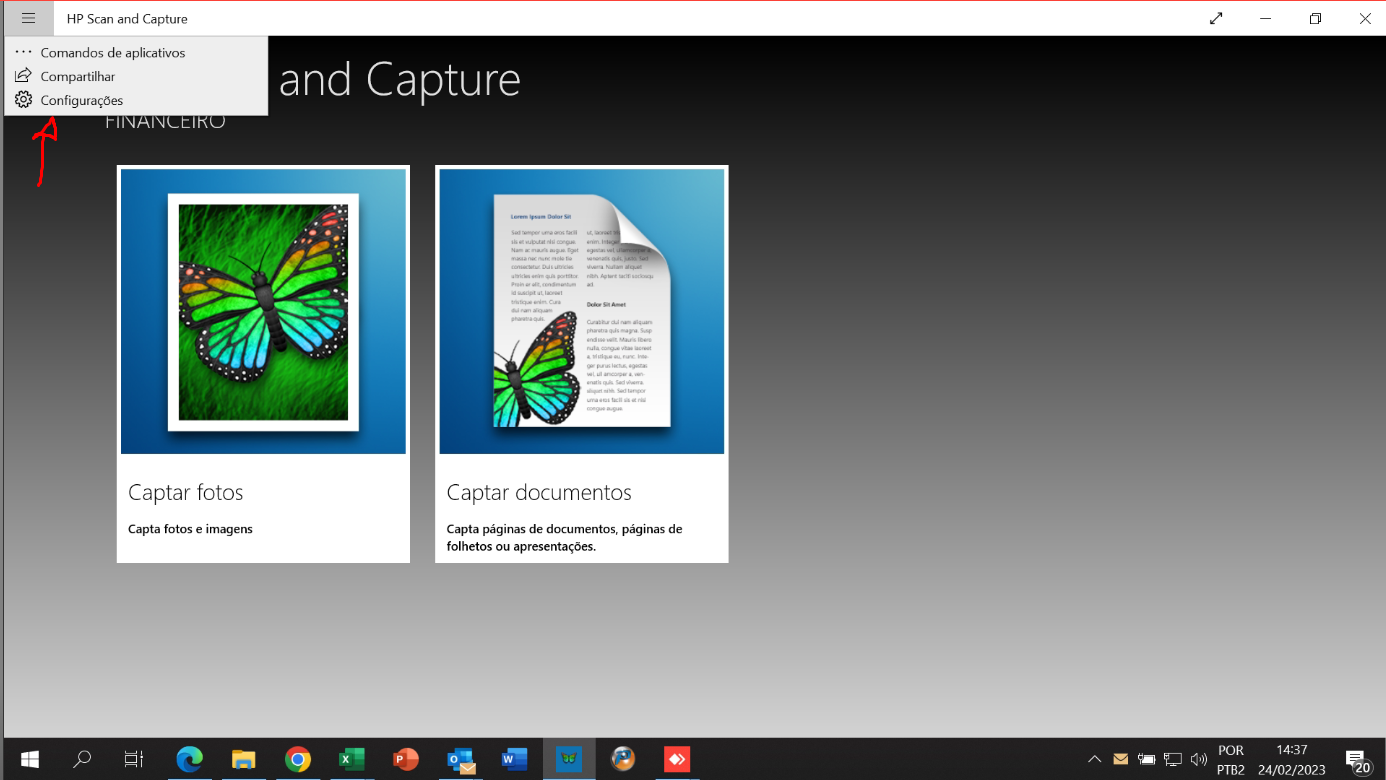 HP Scan and Capture
Comandos de aplicativos
Compartilhar
Configurações
and Capture
FINANCEIRO
Lorem Ipsum Dolor Sit
Dolor Sit Amet
Captar fotos
Capta fotos e imagens
Captar documentos
Capta páginas de documentos, páginas de
folhetos ou apresentações.
POR
PTB2
14:37
24/02/2023
20